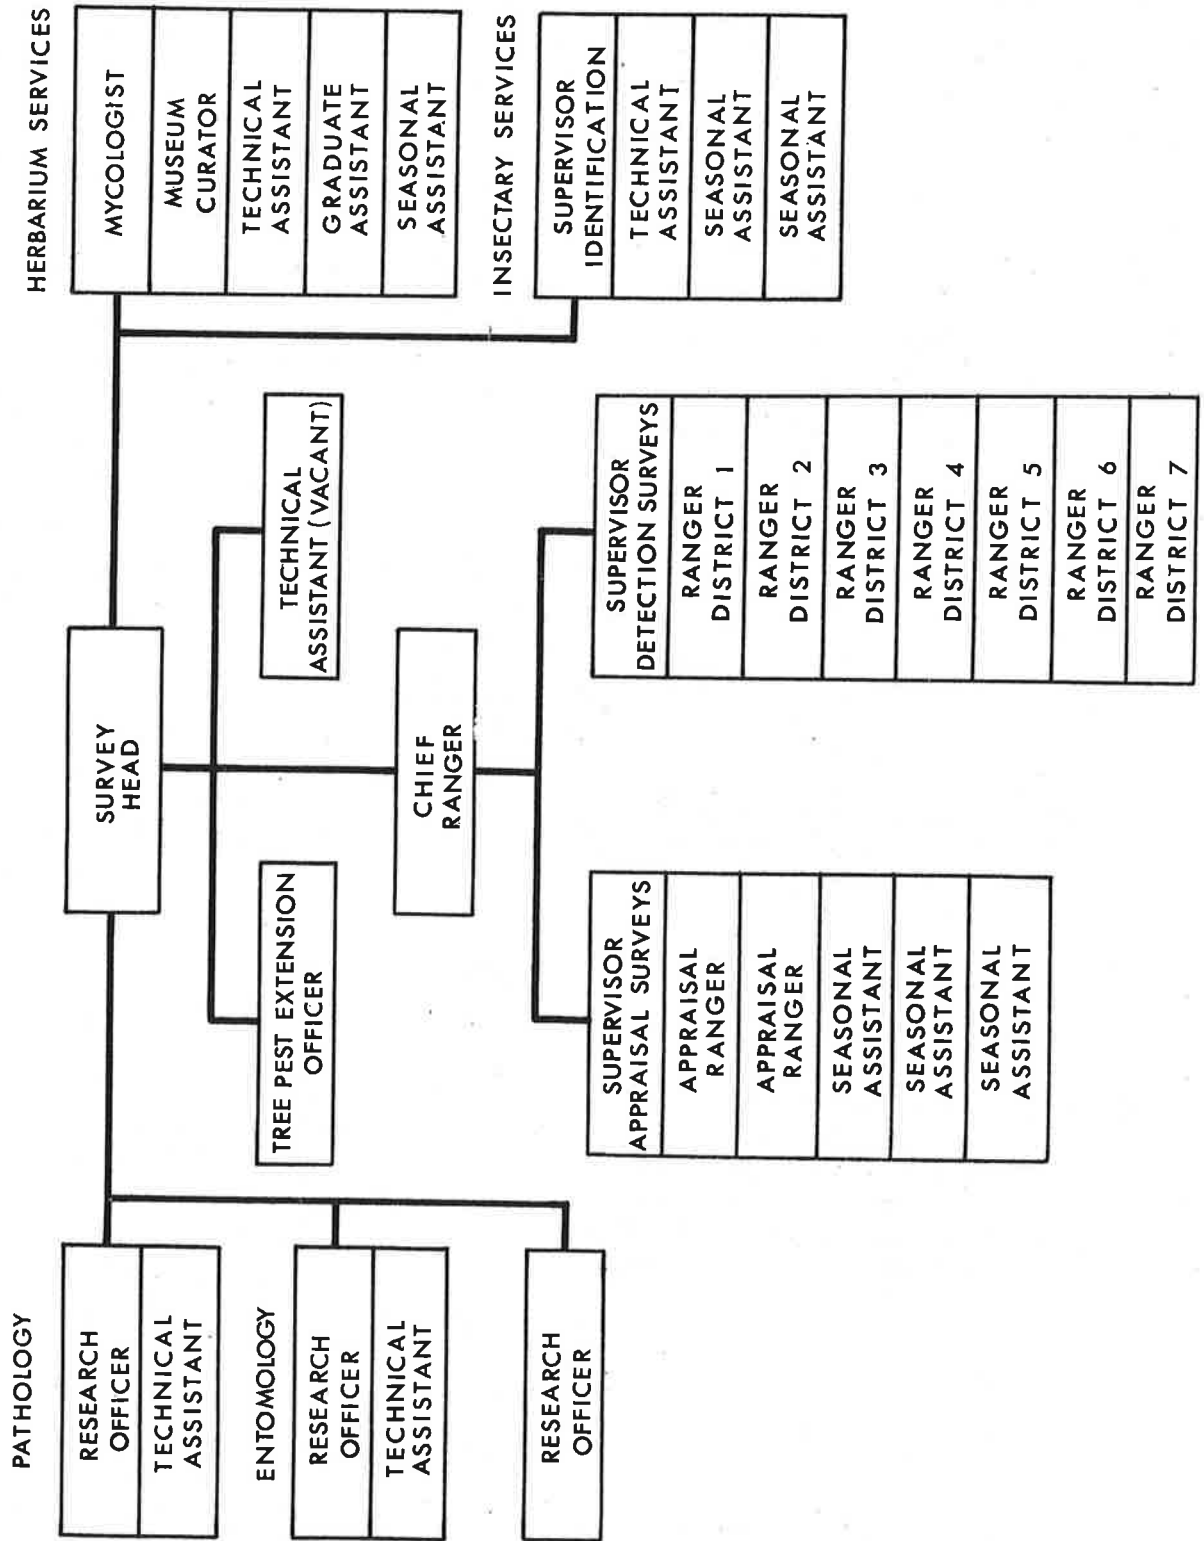 PATHOLOGY
RESEARCH
OFFICER
TECHNICAL
ASSISTANT
ENTOMOLOGY
RESEARCH
OFFICER
TECHNICAL
ASSISTANT
RESEARCH
OFFICER
SURVEY
HEAD
TREE PEST EXTENSION
OFFICER
TECHNICAL
ASSISTANT (VACANT)
CHIEF
RANGER
SUPERVISOR
APPRAISAL SURVEYS
APPRAISAL
RANGER
APPRAISAL
RANGER
SEASONAL
ASSISTANT
SEASONAL
ASSISTANT
SEASONAL
ASSISTANT
SUPERVISOR
DETECTION SURVEYS
RANGER
DISTRICT 1
RANGER
DISTRICT 2
RANGER
DISTRICT 3
RANGER
DISTRICT 4
RANGER
DISTRICT 5
RANGER
DISTRICT 6
RANGER
DISTRICT 7
HERBARIUM SERVICES
MYCOLOGIST
MUSEUM
CURATOR
TECHNICAL
ASSISTANT
GRADUATE
ASSISTANT
SEASONAL
ASSISTANT
INSECTARY SERVICES
SUPERVISOR
IDENTIFICATION
TECHNICAL
ASSISTANT
SEASONAL
ASSISTANT
SEASONAL
ASSISTANT